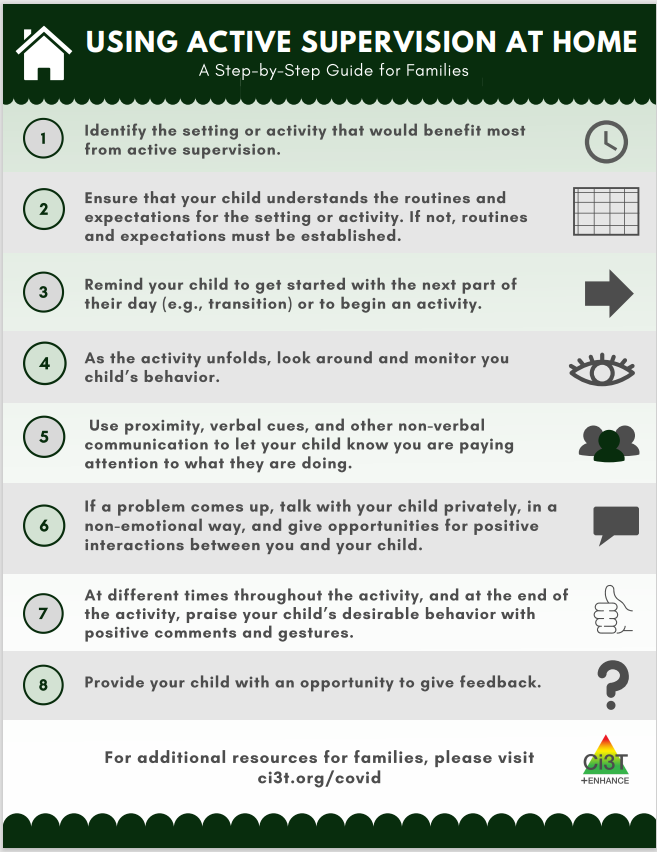 USING ACTIVE SUPERVISION AT HOME
A Step-by-Step Guide for Families
1
Identify the setting or activity that would benefit most
from active supervision.
2
Ensure that your child understands the routines and
expectations for the setting or activity. If not, routines
and expectations must be established.
3
Remind your child to get started with the next part of
their day (e.g., transition) or to begin an activity.
4
As the activity unfolds, look around and monitor you
child's behavior.
5
Use proximity, verbal cues, and other non-verbal
communication to let your child know you are paying
attention to what they are doing.
6
If a problem comes up, talk with your child privately, in a
non-emotional way, and give opportunities for positive
interactions between you and your child.
7
At different times throughout the activity, and at the end of
the activity, praise your child's desirable behavior with
positive comments and gestures.
8
Provide your child with an opportunity to give feedback.
?
For additional resources for families, please visit
ci3t.org/covid
Ci3T
+ENHANCE